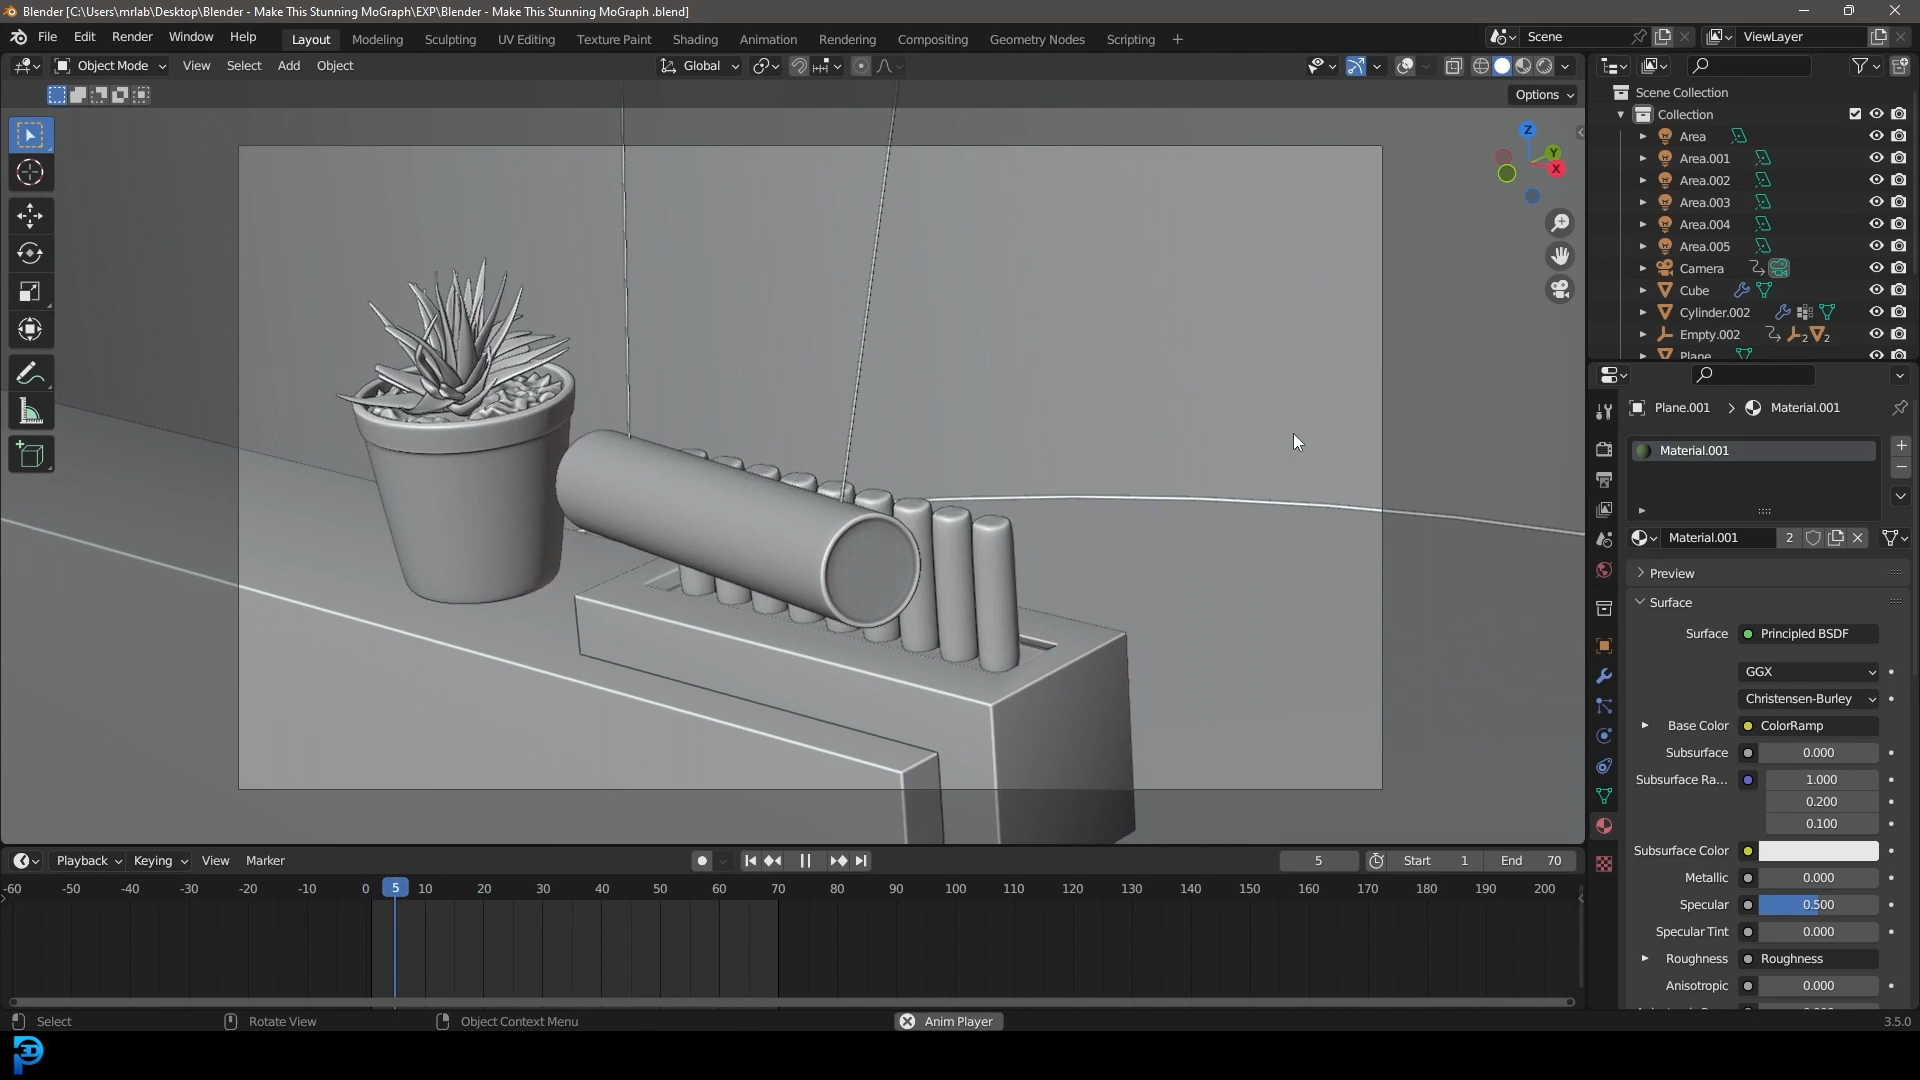 Blender [C:\Users\mrlab\Desktop\Blender - Make This Stunning MoGraph\EXP\Blender - Make This Stunning MoGraph .blend]
File Edit Render Window Help Layout Modeling Sculpting UV Editing Texture Paint Shading Animation Rendering Compositing Geometry Nodes Scripting + Scene ViewLayer
Object Mode View Select Add Object Global
Options
Scene Collection
Collection
Area
Area.001
Area.002
Area.003
Area.004
Area.005
Camera
Cube
Cylinder.002
Empty.002 2 2
Plane
Z
Y
X
Plane.001 > Material.001
Material.001
Material.001 2
Preview
Surface
Surface Principled BSDF
GGX
Christensen-Burley
Base Color ColorRamp
Subsurface 0.000
Subsurface Ra... 1.000
0.200
0.100
Subsurface Color
Metallic 0.000
Specular 0.500
Specular Tint 0.000
Roughness Roughness
Anisotropic 0.000
Playback Keying View Marker 5 Start 1 End 70
-60 -50 -40 -30 -20 -10 0 5 10 20 30 40 50 60 70 80 90 100 110 120 130 140 150 160 170 180 190 200
Select Rotate View Object Context Menu Anim Player 3.5.0
3D